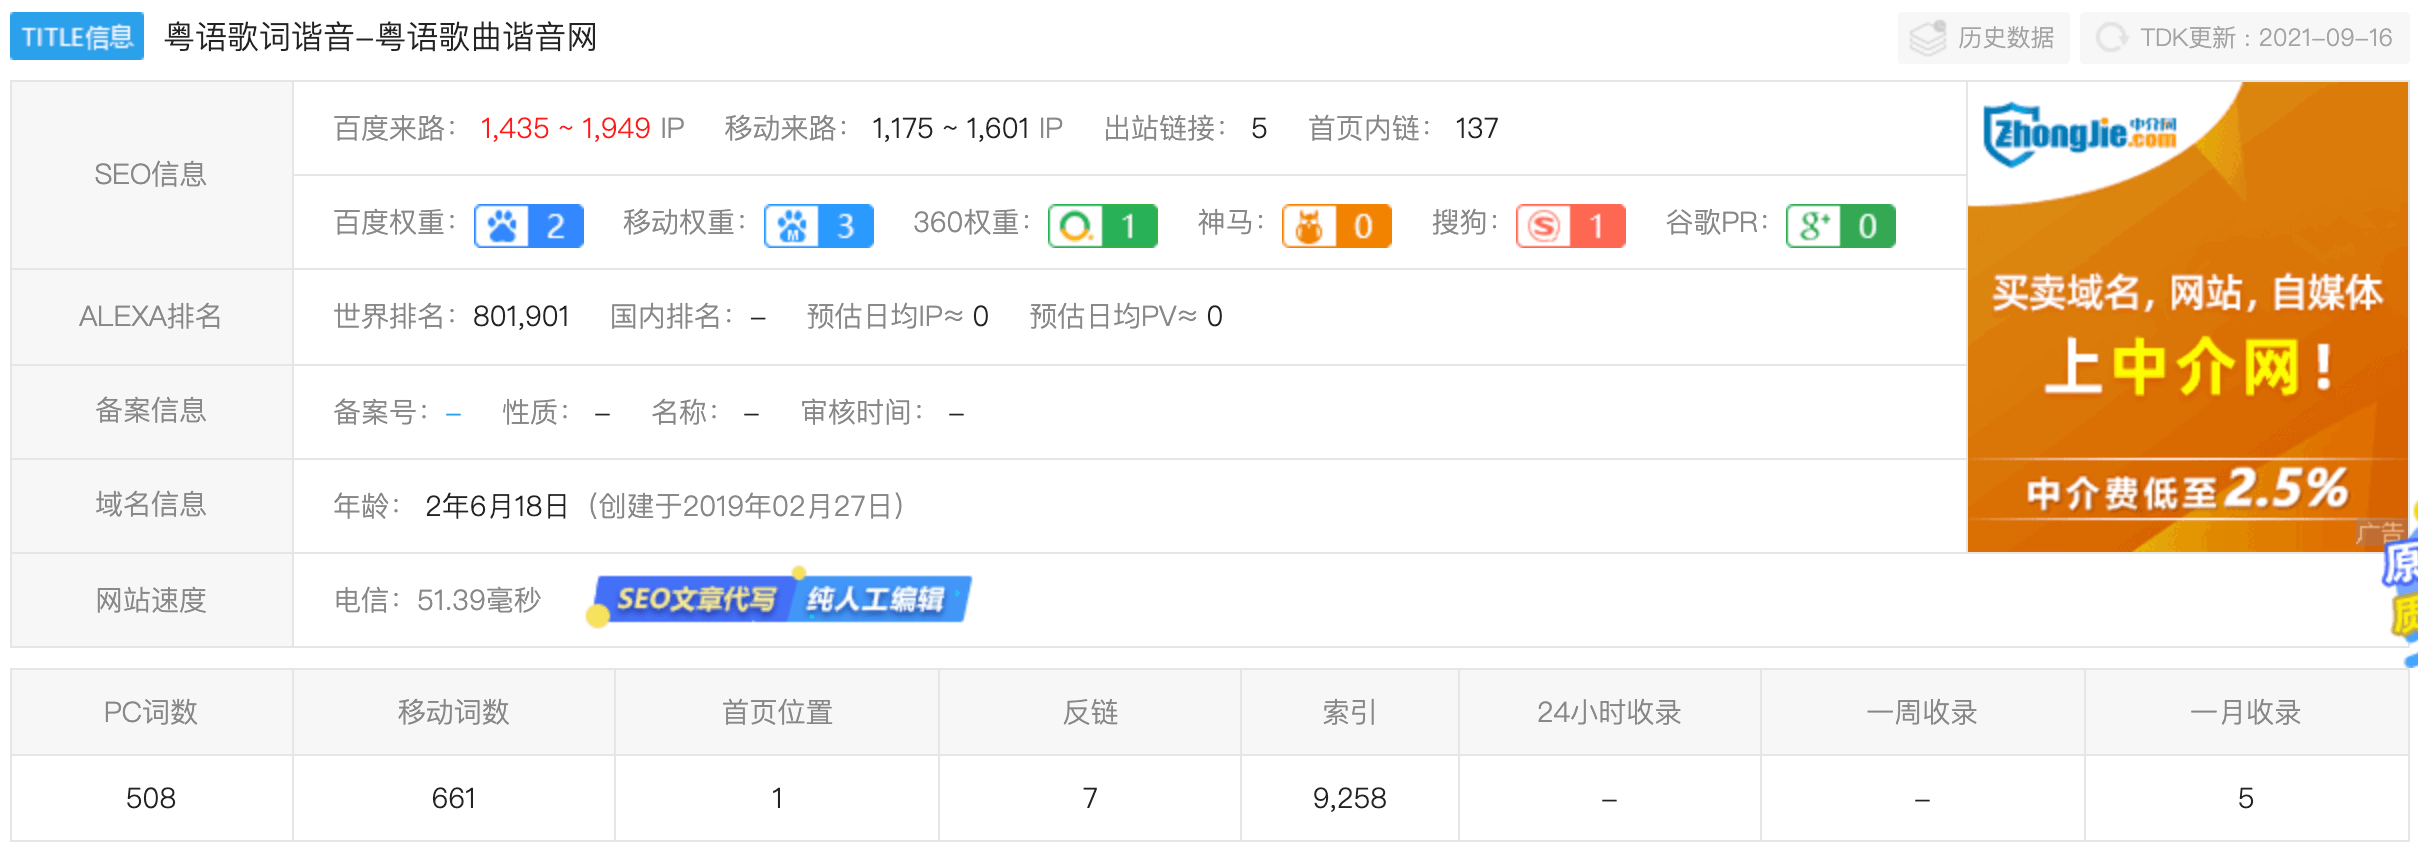 TITLE信息 粤语歌词谐音–粤语歌曲谐音网 历史数据 TDK更新：2021–09–16
SEO信息
百度来路： 1,435 ~ 1,949 IP 移动来路： 1,175 ~ 1,601 IP 出站链接： 5 首页内链： 137
百度权重： 2 移动权重： M 3 360权重： 1 神马： 0 搜狗： S 1 谷歌PR： g+ 0
ALEXA排名 世界排名： 801,901 国内排名： – 预估日均IP≈ 0 预估日均PV≈ 0
备案信息 备案号： – 性质： – 名称： – 审核时间： –
域名信息 年龄： 2年6月18日（创建于2019年02月27日）
网站速度 电信： 51.39毫秒 SEO文章代写 纯人工编辑
ZhongJie中介网.com
买卖域名，网站，自媒体
上中介网！
中介费低至2.5%
广告
原
质
PC词数 移动词数 首页位置 反链 索引 24小时收录 一周收录 一月收录
508 661 1 7 9,258 – – 5